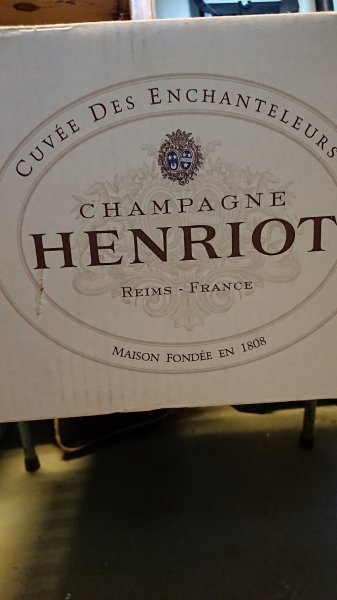 CUVÉE DES ENCHANTELEURS
CHAMPAGNE
HENRIOT
REIMS - FRANCE
MAISON FONDÉE EN 1808